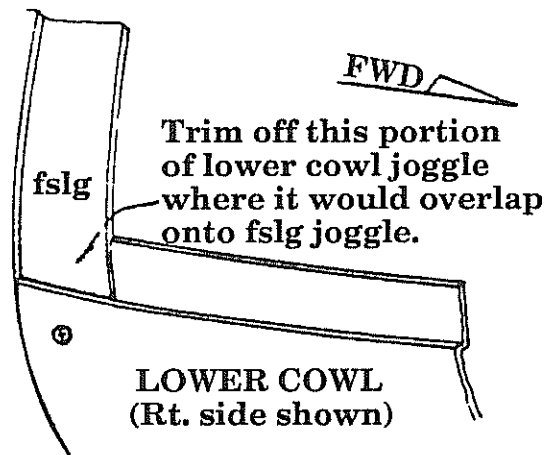 FWD
Trim off this portion
of lower cowl joggle
where it would overlap
onto fslg joggle.
fslg
LOWER COWL
(Rt. side shown)